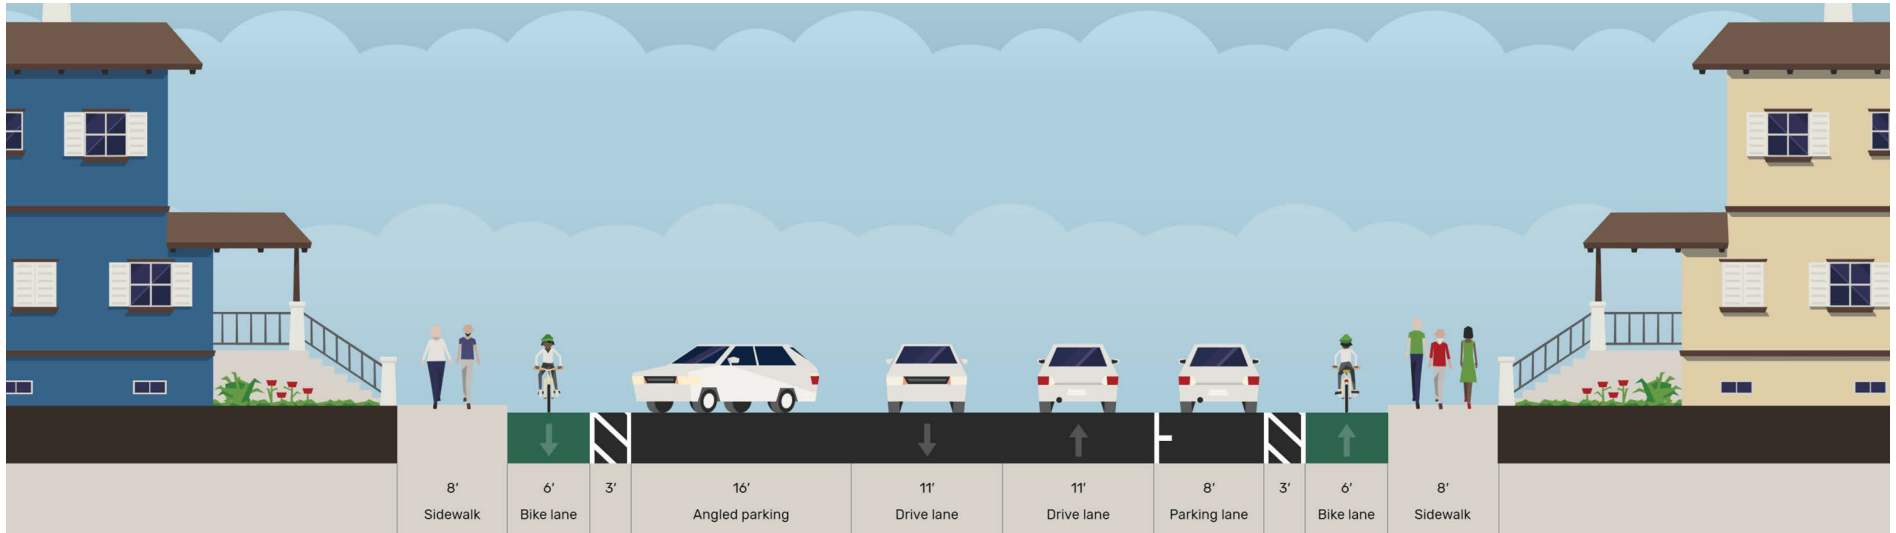 8' 6' 3' 16' 11' 11' 8' 3' 6' 8'
Sidewalk Bike lane Angled parking Drive lane Drive lane Parking lane Bike lane Sidewalk